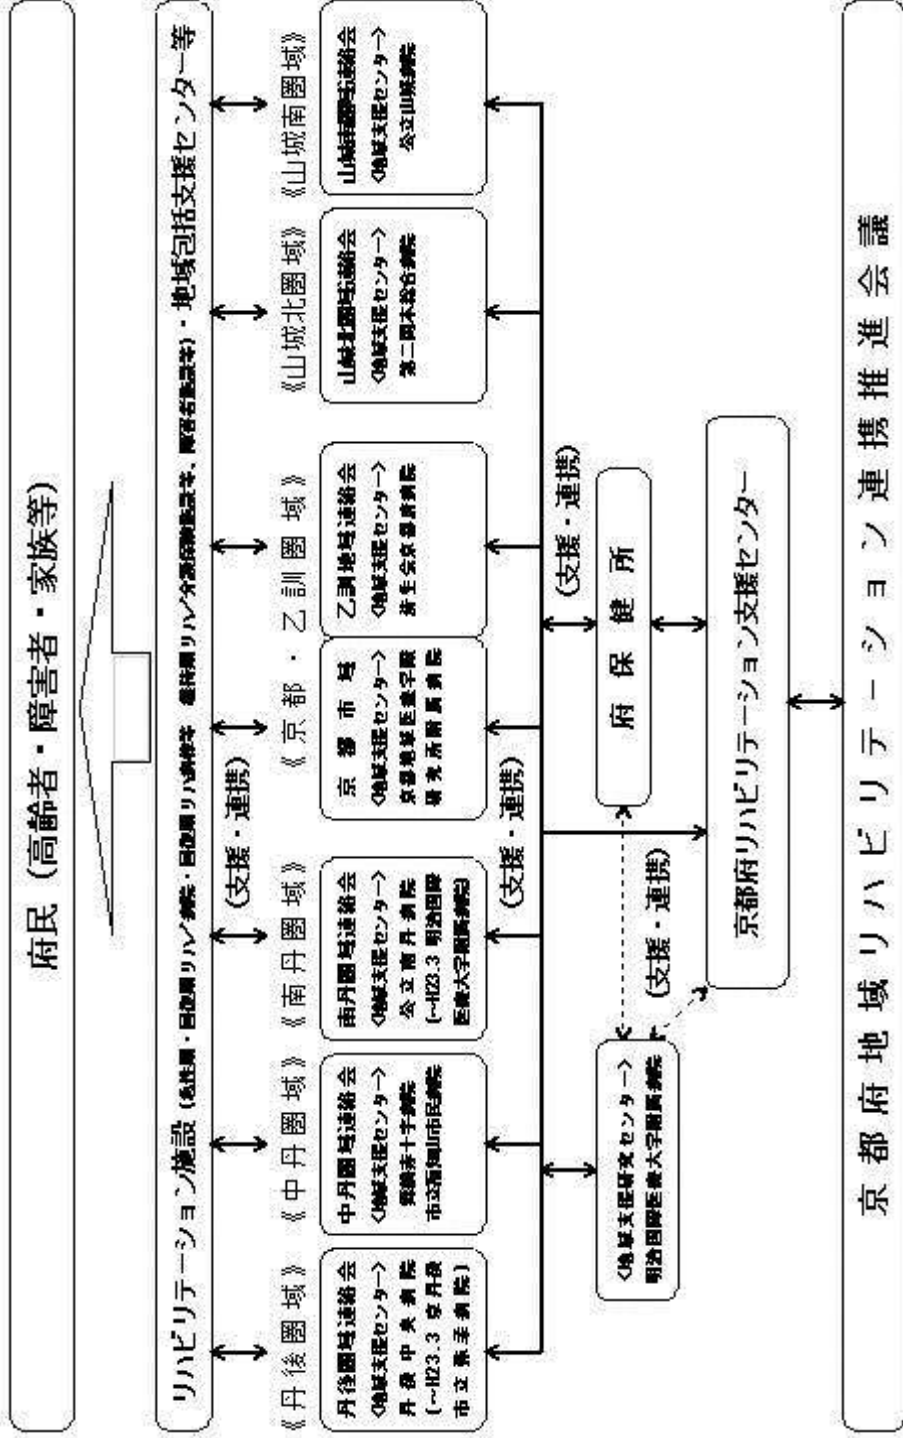 府民（高齢者・障害者・家族等）
リハビリテーション施設（急性期・回復期リハ／病院・回復期リハ病棟等　維持期リハ／介護保険施設等、障害者施設等）・地域包括支援センター等
（支援・連携）
《丹後圏域》
《中丹圏域》
《南丹圏域》
《京都・乙訓圏域》
《山城北圏域》
《山城南圏域》
丹後圏域連絡会
〈地域支援センター〉
丹後中央病院
(～H23.3 京丹後
市立弥栄病院)
中丹圏域連絡会
〈地域支援センター〉
舞鶴赤十字病院
市立福知山市民病院
南丹圏域連絡会
〈地域支援センター〉
公立南丹病院
(～H23.3 明治国際
医療大学附属病院)
京都市域
〈地域支援センター〉
京都地域医療学際
研究所附属病院
乙訓地域連絡会
〈地域支援センター〉
済生会京都府病院
山城北圏域連絡会
〈地域支援センター〉
第二岡本総合病院
山城南圏域連絡会
〈地域支援センター〉
公立山城病院
（支援・連携）
（支援・連携）
〈地域支援研究センター〉
明治国際医療大学附属病院
府保健所
（支援・連携）
京都府リハビリテーション支援センター
京都府地域リハビリテーション連携推進会議